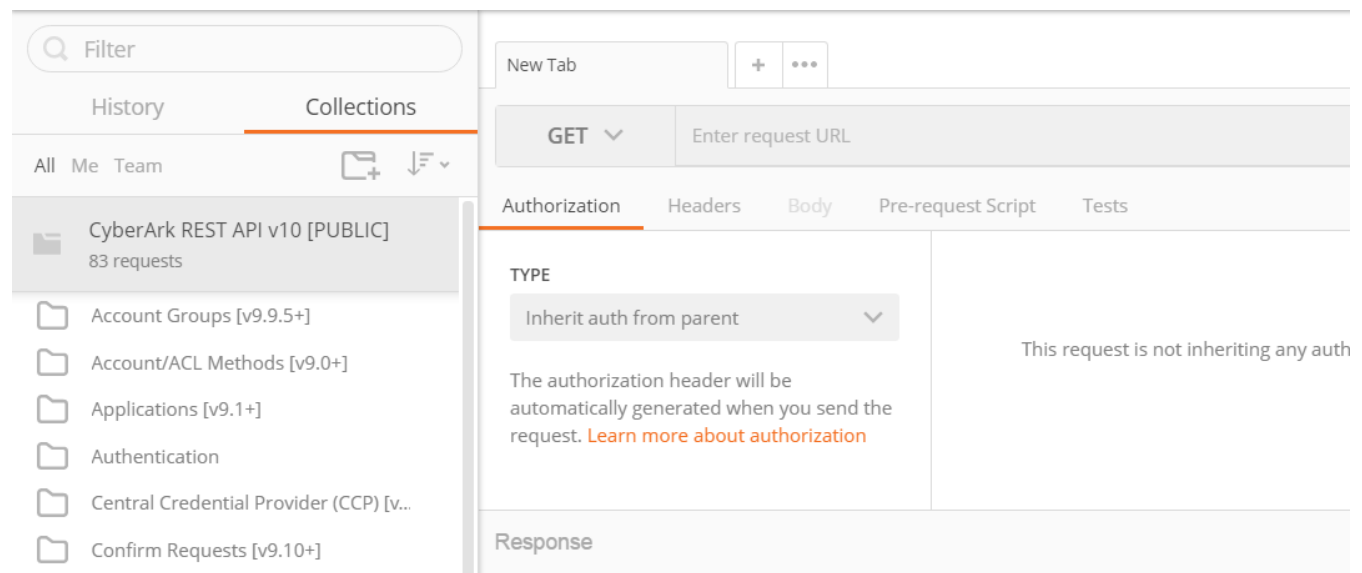 Filter
History
Collections
All Me Team
CyberArk REST API v10 [PUBLIC]
83 requests
Account Groups [v9.9.5+]
Account/ACL Methods [v9.0+]
Applications [v9.1+]
Authentication
Central Credential Provider (CCP) [v...
Confirm Requests [v9.10+]
New Tab
GET
Enter request URL
Authorization
Headers
Body
Pre-request Script
Tests
TYPE
Inherit auth from parent
The authorization header will be
automatically generated when you send the
request. Learn more about authorization
This request is not inheriting any auth
Response